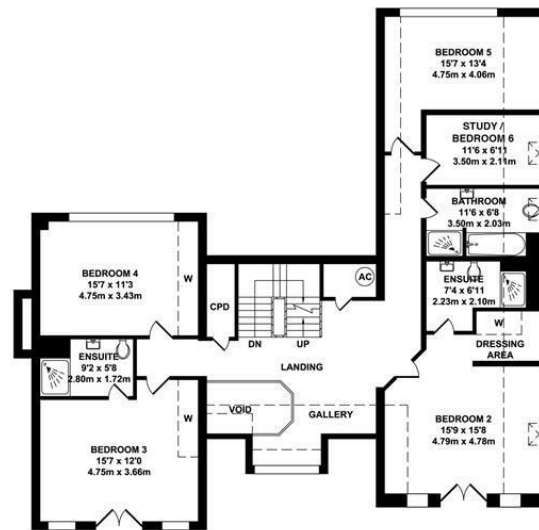 BEDROOM 5
15'7 x 13'4
4.75m x 4.06m
STUDY /
BEDROOM 6
11'6 x 6'11
3.50m x 2.11m
BATHROOM
11'6 x 6'8
3.50m x 2.03m
BEDROOM 4
15'7 x 11'3
4.75m x 3.43m
W
CPD
AC
DN
UP
ENSUITE
7'4 x 6'11
2.23m x 2.10m
W
DRESSING
AREA
ENSUITE
9'2 x 5'8
2.80m x 1.72m
LANDING
VOID
GALLERY
W
BEDROOM 3
15'7 x 12'0
4.75m x 3.66m
BEDROOM 2
15'9 x 15'8
4.79m x 4.78m